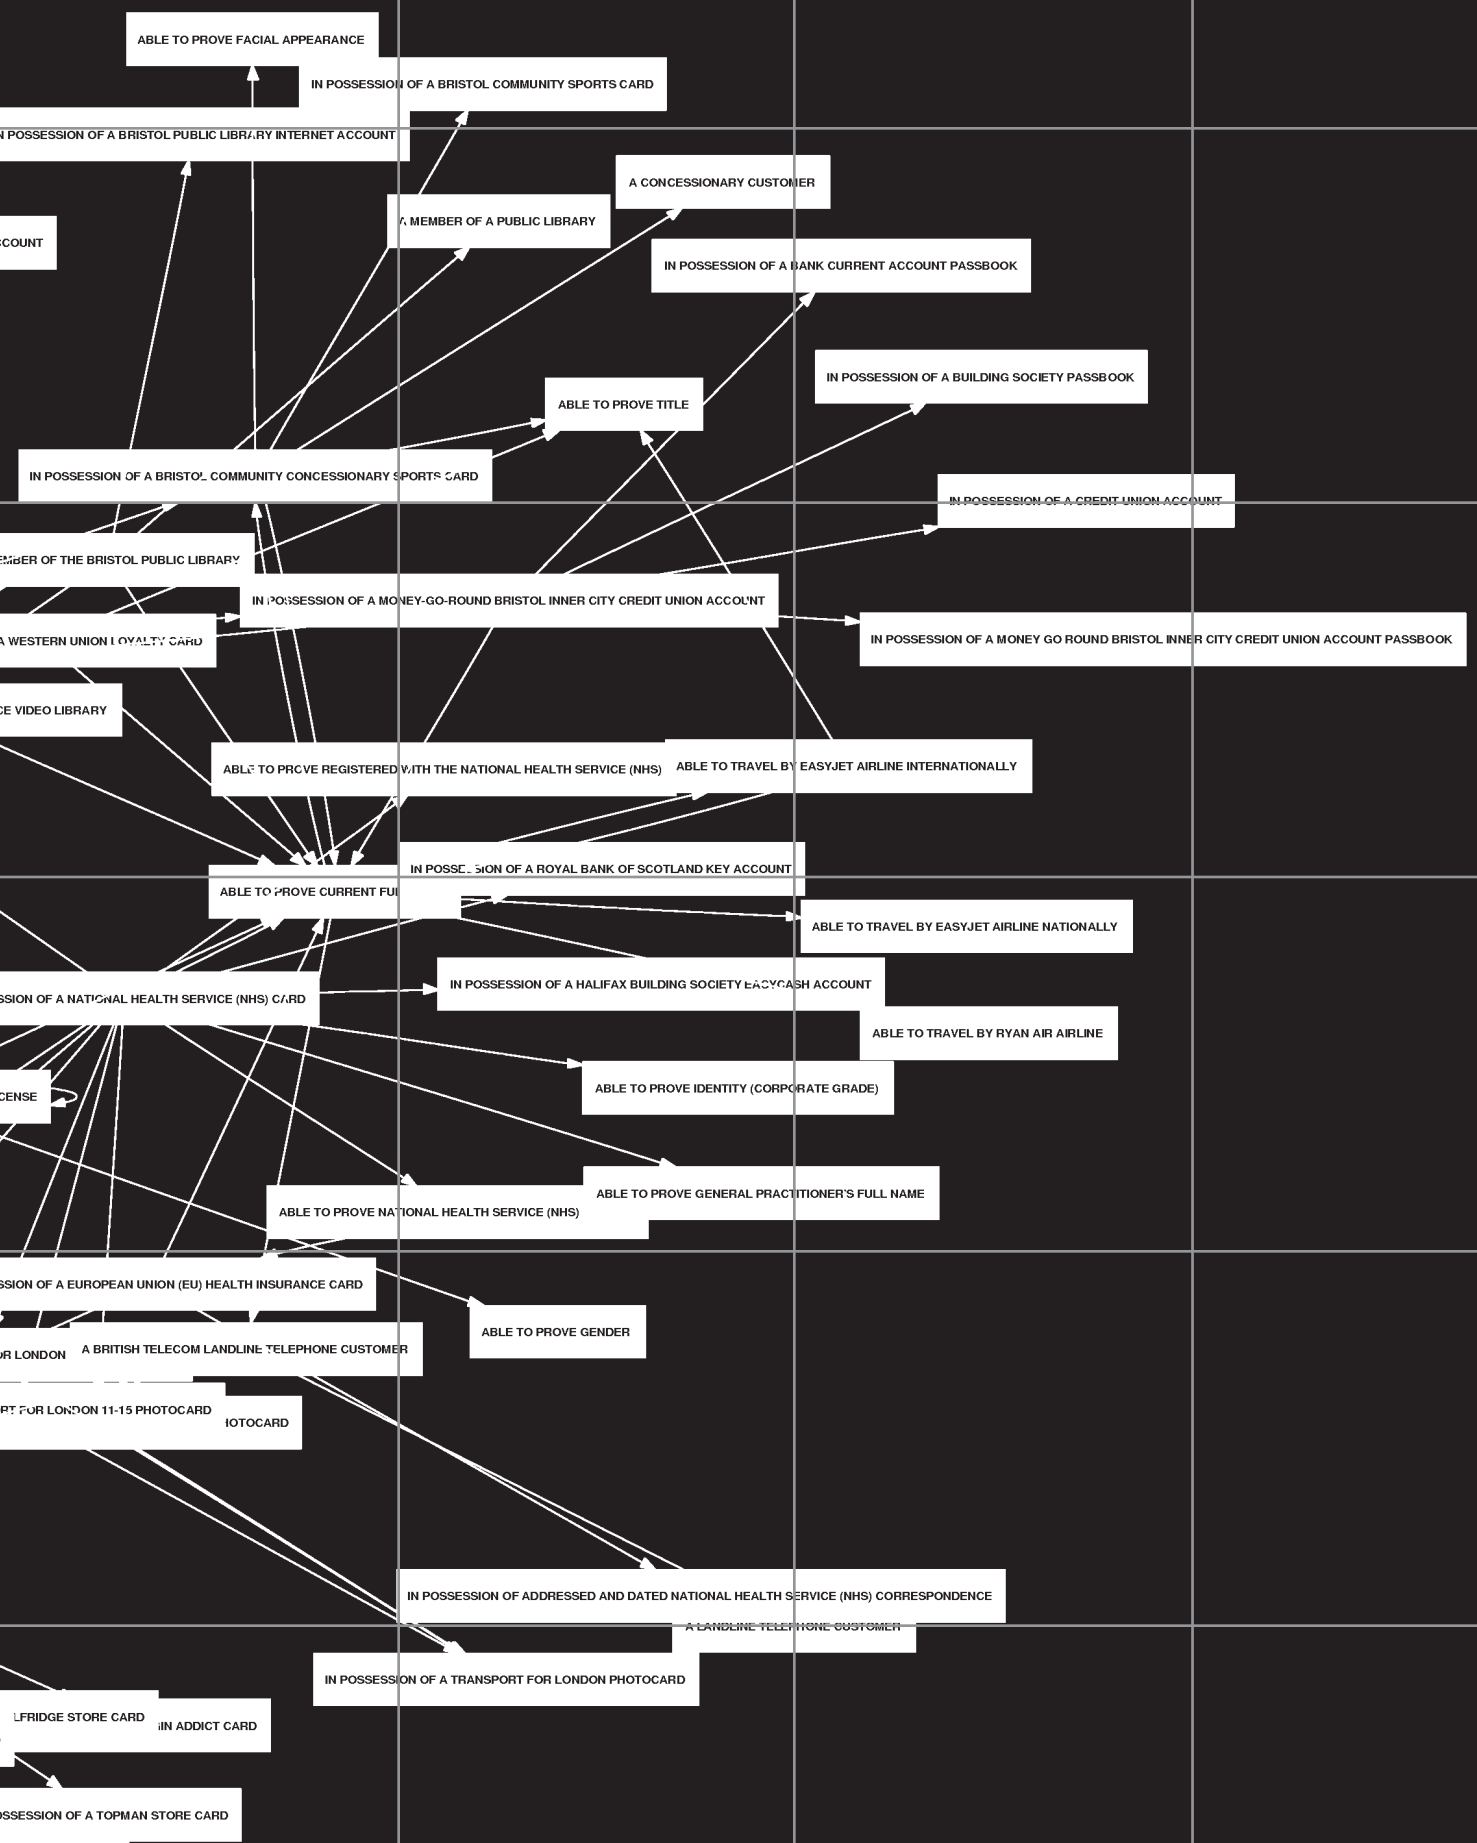 ABLE TO PROVE FACIAL APPEARANCE
IN POSSESSION OF A BRISTOL COMMUNITY SPORTS CARD
POSSESSION OF A BRISTOL PUBLIC LIBRARY INTERNET ACCOUNT
A CONCESSIONARY CUSTOMER
A MEMBER OF A PUBLIC LIBRARY
CCOUNT
IN POSSESSION OF A BANK CURRENT ACCOUNT PASSBOOK
IN POSSESSION OF A BUILDING SOCIETY PASSBOOK
ABLE TO PROVE TITLE
IN POSSESSION OF A BRISTOL COMMUNITY CONCESSIONARY SPORTS CARD
IN POSSESSION OF A CREDIT UNION ACCOUNT
EMBER OF THE BRISTOL PUBLIC LIBRARY
IN POSSESSION OF A MONEY-GO-ROUND BRISTOL INNER CITY CREDIT UNION ACCOUNT
A WESTERN UNION LOYALTY CARD
IN POSSESSION OF A MONEY GO ROUND BRISTOL INNER CITY CREDIT UNION ACCOUNT PASSBOOK
CE VIDEO LIBRARY
ABLE TO PROVE REGISTERED WITH THE NATIONAL HEALTH SERVICE (NHS)
ABLE TO TRAVEL BY EASYJET AIRLINE INTERNATIONALLY
IN POSSESSION OF A ROYAL BANK OF SCOTLAND KEY ACCOUNT
ABLE TO PROVE CURRENT FU
ABLE TO TRAVEL BY EASYJET AIRLINE NATIONALLY
SSION OF A NATIONAL HEALTH SERVICE (NHS) CARD
IN POSSESSION OF A HALIFAX BUILDING SOCIETY EASYCASH ACCOUNT
ABLE TO TRAVEL BY RYAN AIR AIRLINE
ABLE TO PROVE IDENTITY (CORPORATE GRADE)
CENSE
ABLE TO PROVE GENERAL PRACTITIONER'S FULL NAME
ABLE TO PROVE NATIONAL HEALTH SERVICE (NHS)
SSION OF A EUROPEAN UNION (EU) HEALTH INSURANCE CARD
ABLE TO PROVE GENDER
A BRITISH TELECOM LANDLINE TELEPHONE CUSTOMER
OR LONDON
RT FOR LONDON 11-15 PHOTOCARD
HOTOCARD
IN POSSESSION OF ADDRESSED AND DATED NATIONAL HEALTH SERVICE (NHS) CORRESPONDENCE
A LANDLINE TELEPHONE CUSTOMER
IN POSSESSION OF A TRANSPORT FOR LONDON PHOTOCARD
LFRIDGE STORE CARD
GIN ADDICT CARD
OSSESSION OF A TOPMAN STORE CARD